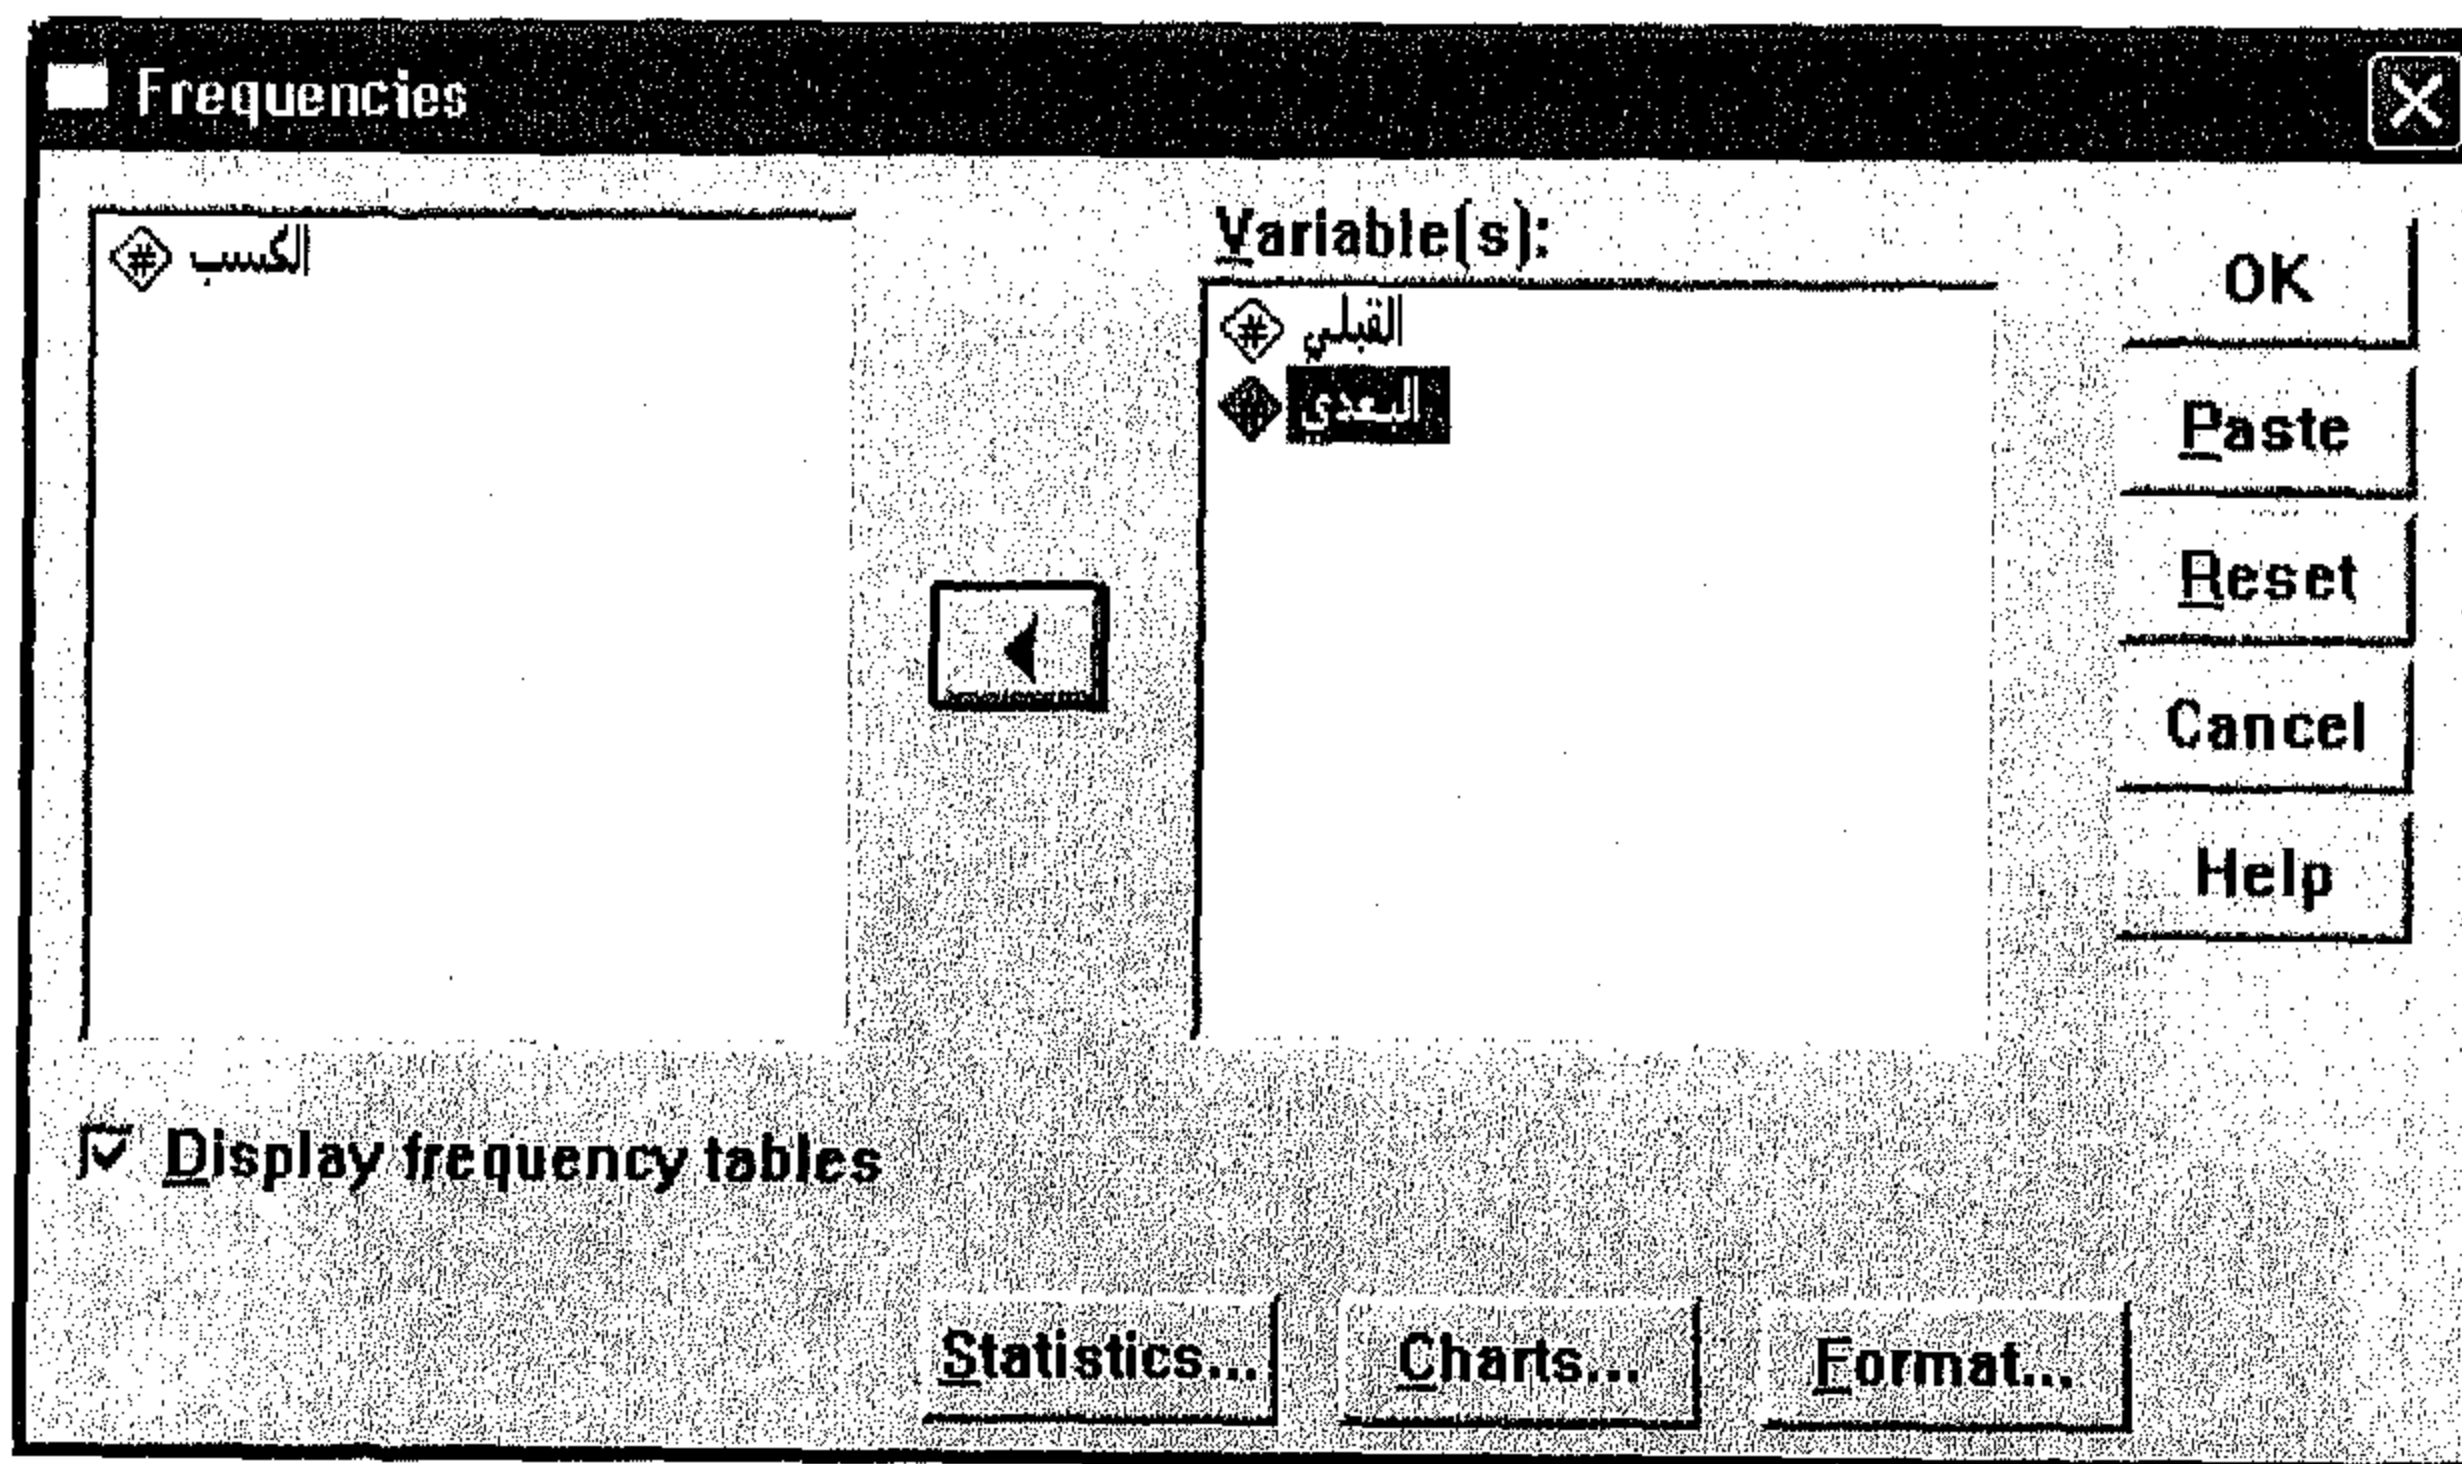 Frequencies
الكسب
Variable(s):
القبلي
البعدي
OK
Paste
Reset
Cancel
Help
Display frequency tables
Statistics...
Charts...
Format...